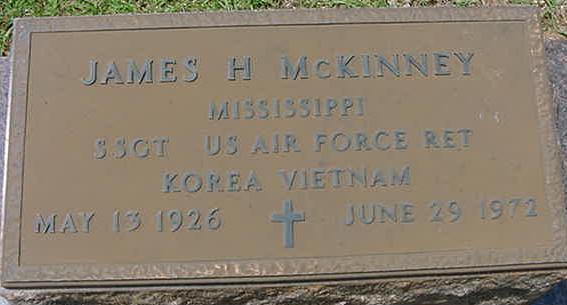 JAMES H McKINNEY
MISSISSIPPI
SSGT US AIR FORCE RET
KOREA VIETNAM
MAY 13 1926 JUNE 29 1972